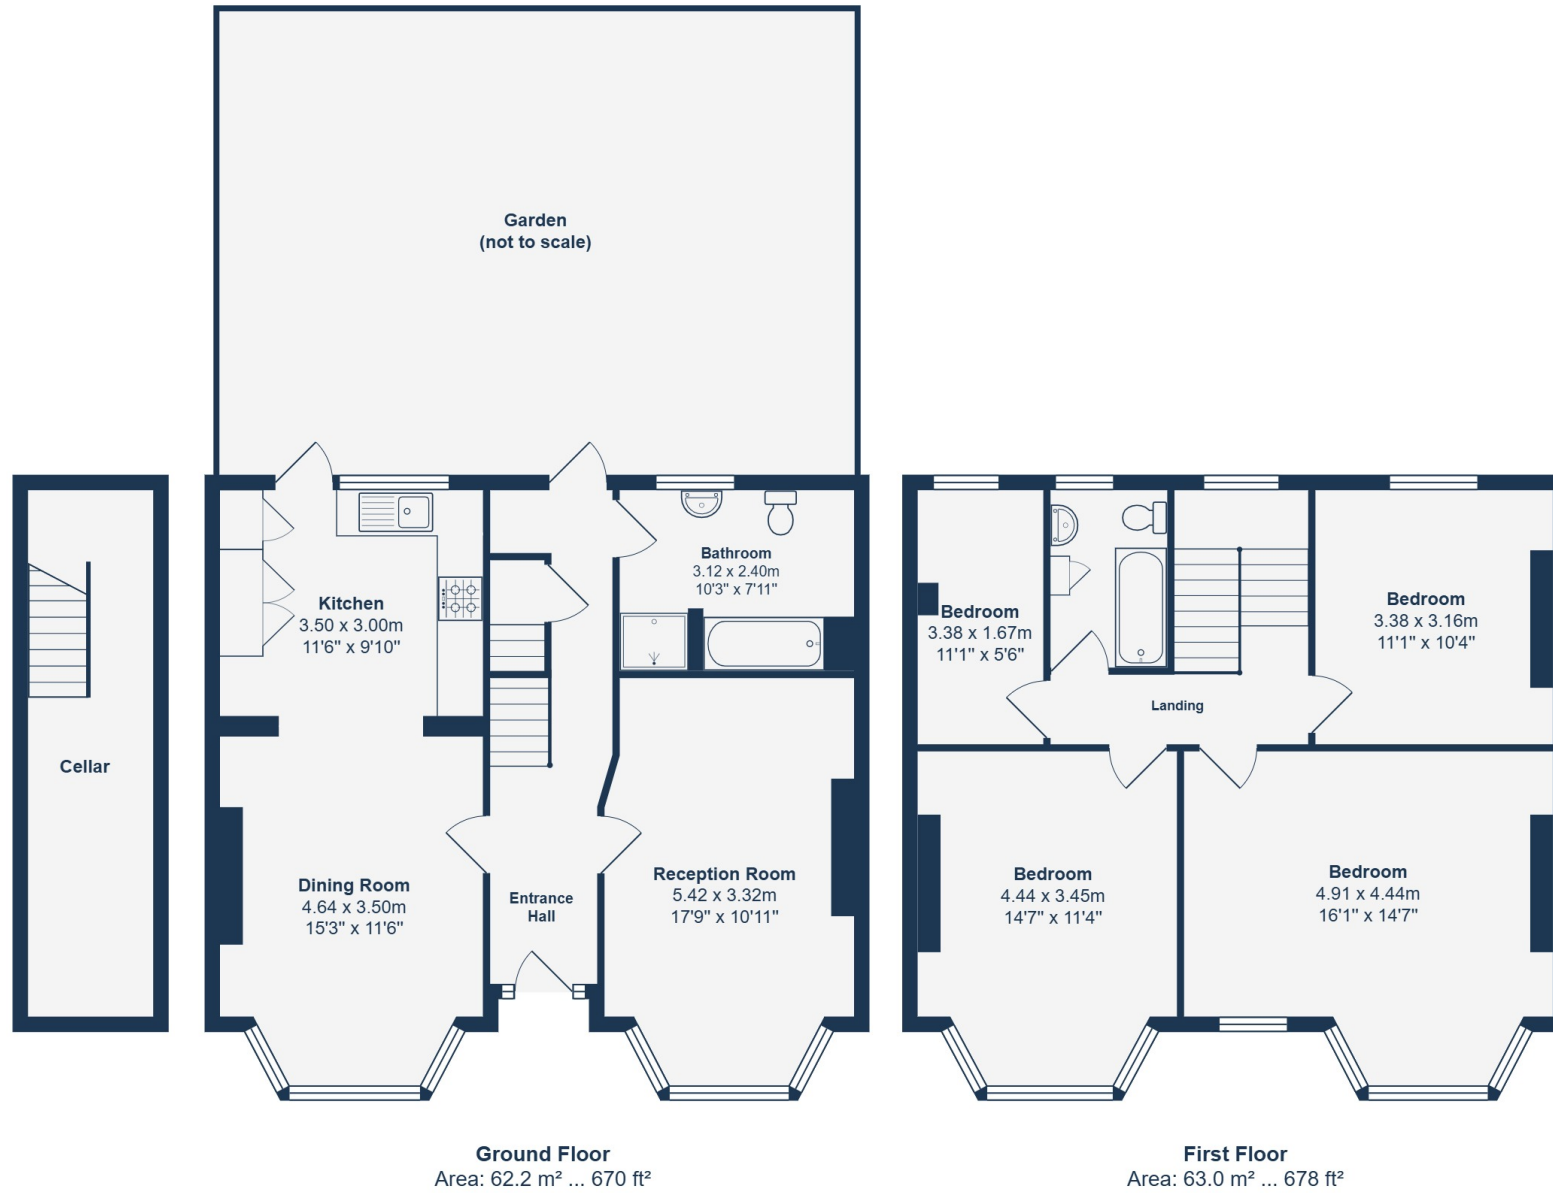 Garden
(not to scale)
Kitchen
3.50 x 3.00m
11'6" x 9'10"
Bathroom
3.12 x 2.40m
10'3" x 7'11"
Cellar
Dining Room
4.64 x 3.50m
15'3" x 11'6"
Entrance
Hall
Reception Room
5.42 x 3.32m
17'9" x 10'11"
Ground Floor
Area: 62.2 m² ... 670 ft²
Bedroom
3.38 x 1.67m
11'1" x 5'6"
Landing
Bedroom
3.38 x 3.16m
11'1" x 10'4"
Bedroom
4.44 x 3.45m
14'7" x 11'4"
Bedroom
4.91 x 4.44m
16'1" x 14'7"
First Floor
Area: 63.0 m² ... 678 ft²